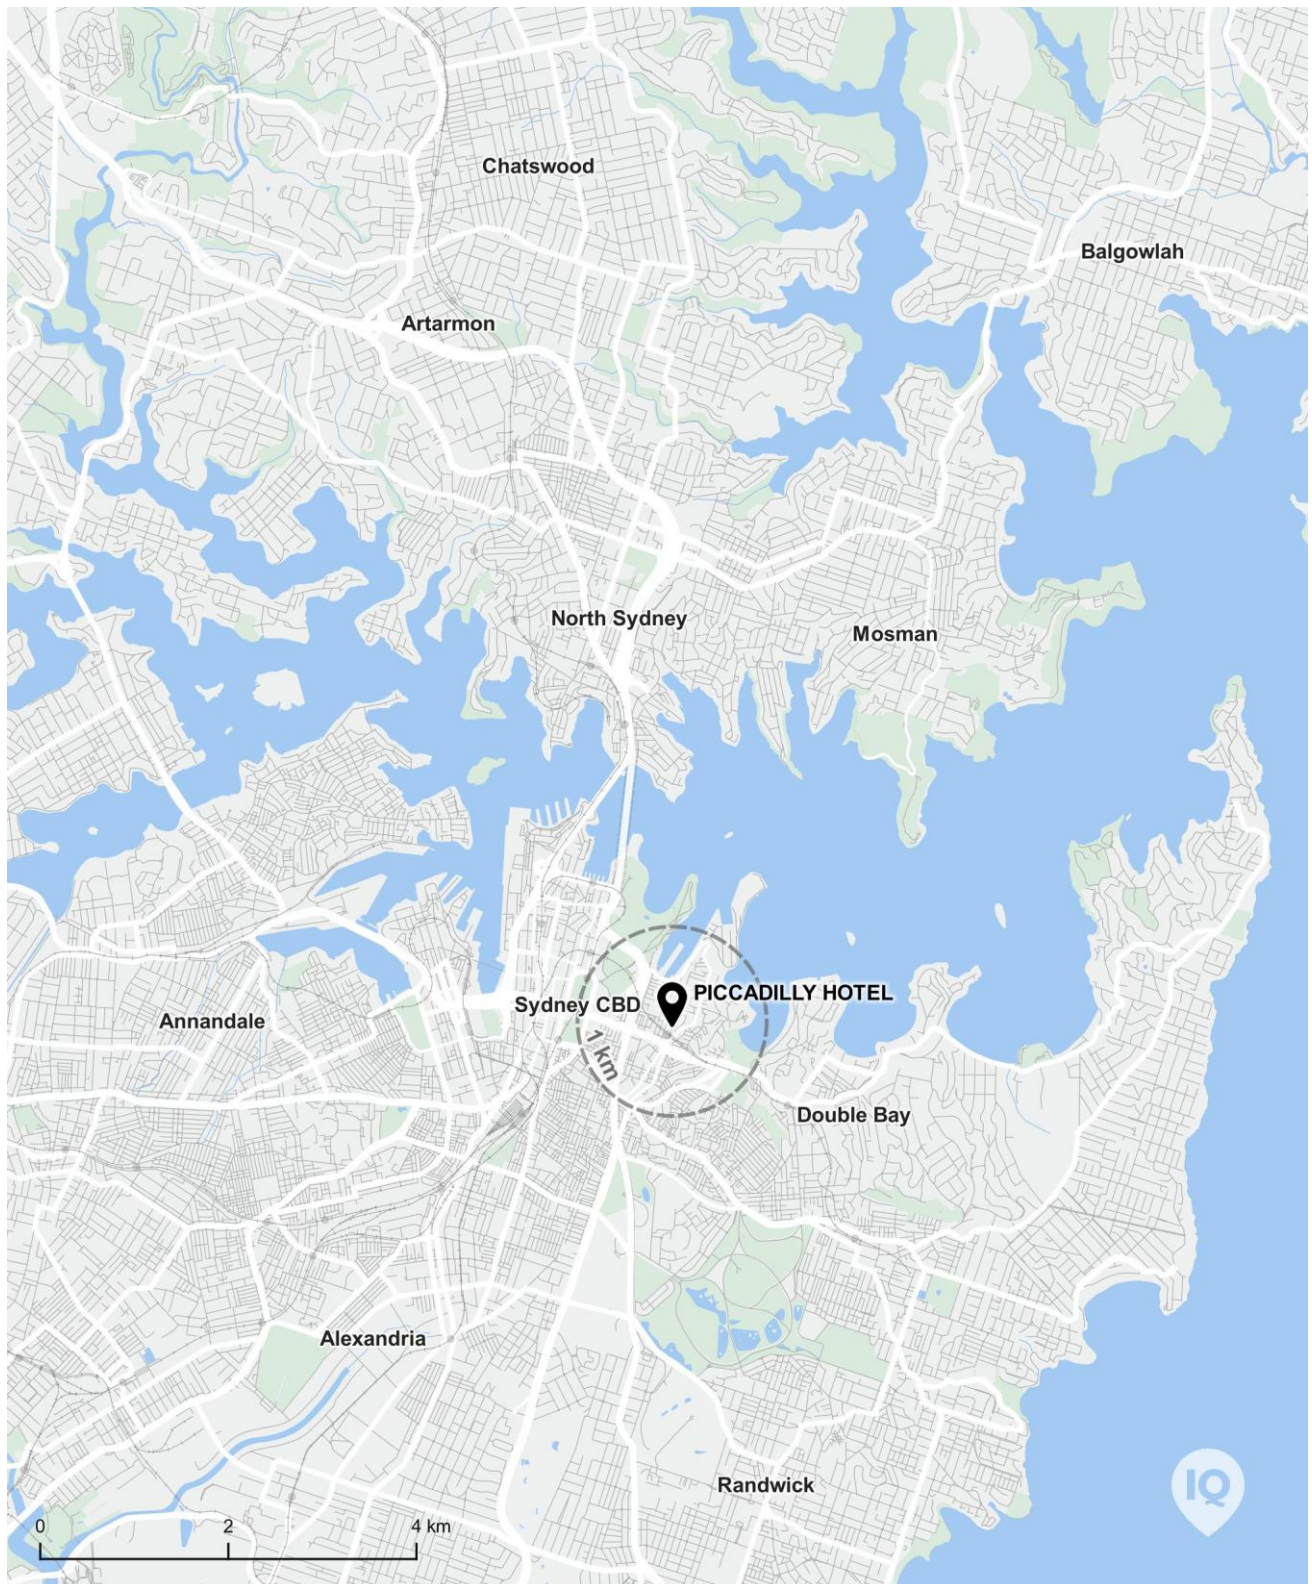 Chatswood
Balgowlah
Artarmon
North Sydney
Mosman
PICCADILLY HOTEL
Sydney CBD
Annandale
1 km
Double Bay
Alexandria
Randwick
IQ
0 2 4 km